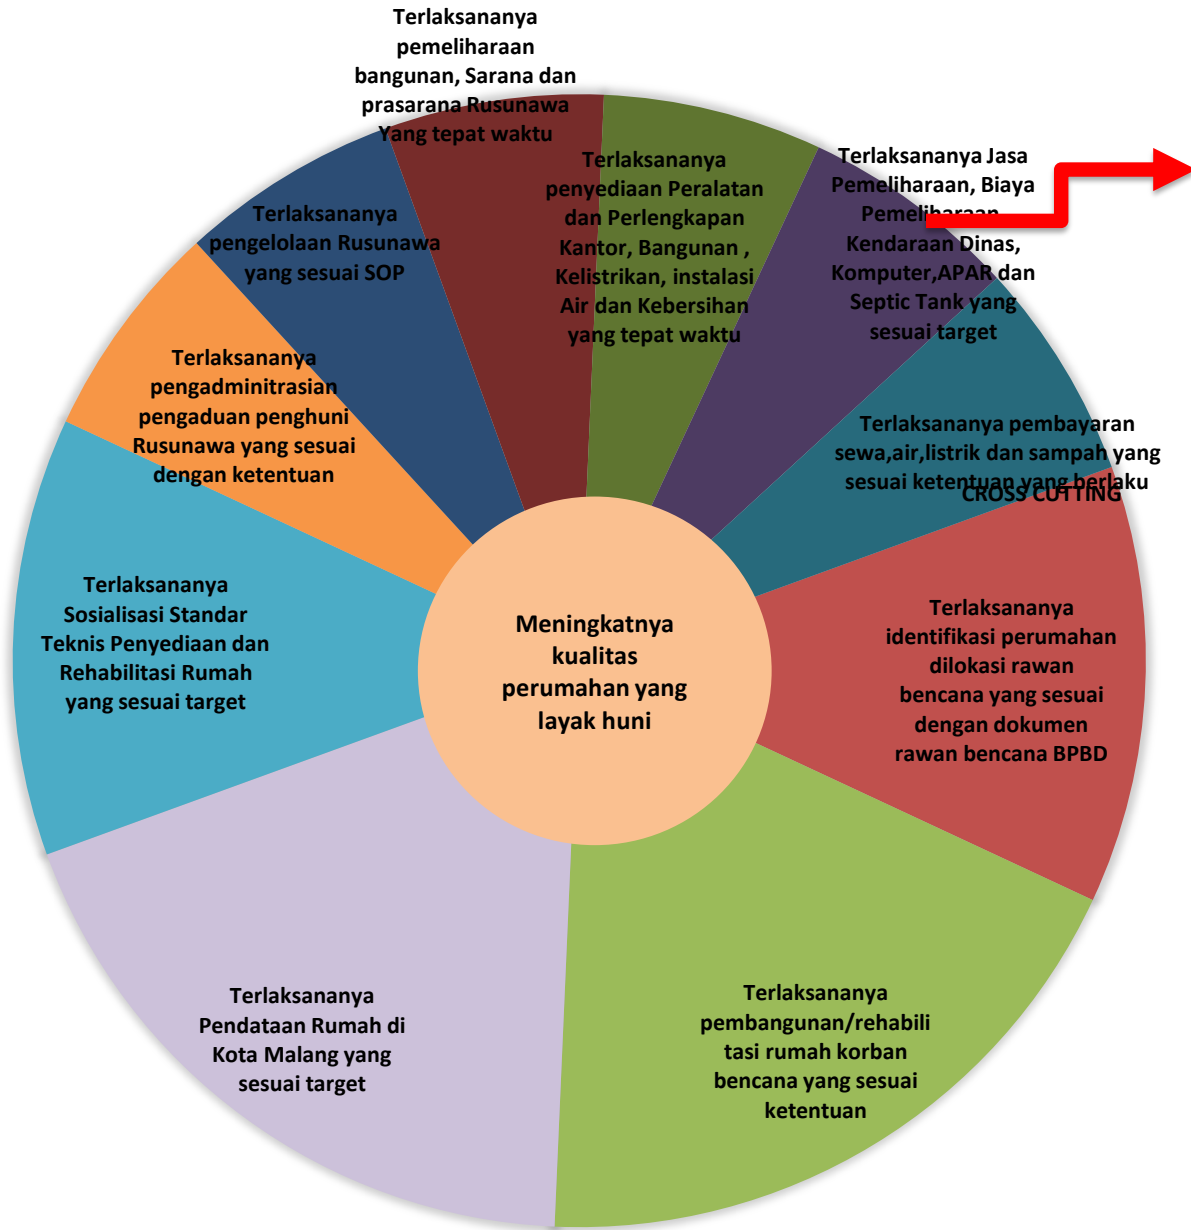 Terlaksananya
pemeliharaan
bangunan, Sarana dan
prasarana Rusunawa
Yang tepat waktu
Terlaksananya
penyediaan Peralatan
dan Perlengkapan
Kantor, Bangunan ,
Kelistrikan, instalasi
Air dan Kebersihan
yang tepat waktu
Terlaksananya Jasa
Pemeliharaan, Biaya
Pemeliharaan
Kendaraan Dinas,
Komputer,APAR dan
Septic Tank yang
sesuai target
Terlaksananya pembayaran
sewa,air,listrik dan sampah yang
sesuai ketentuan yang berlaku
CROSS CUTTING
Terlaksananya
identifikasi perumahan
dilokasi rawan
bencana yang sesuai
dengan dokumen
rawan bencana BPBD
Terlaksananya
pembangunan/rehabili
tasi rumah korban
bencana yang sesuai
ketentuan
Terlaksananya
Pendataan Rumah di
Kota Malang yang
sesuai target
Terlaksananya
Sosialisasi Standar
Teknis Penyediaan dan
Rehabilitasi Rumah
yang sesuai target
Terlaksananya
pengadminitrasian
pengaduan penghuni
Rusunawa yang sesuai
dengan ketentuan
Terlaksananya
pengelolaan Rusunawa
yang sesuai SOP
Meningkatnya
kualitas
perumahan yang
layak huni